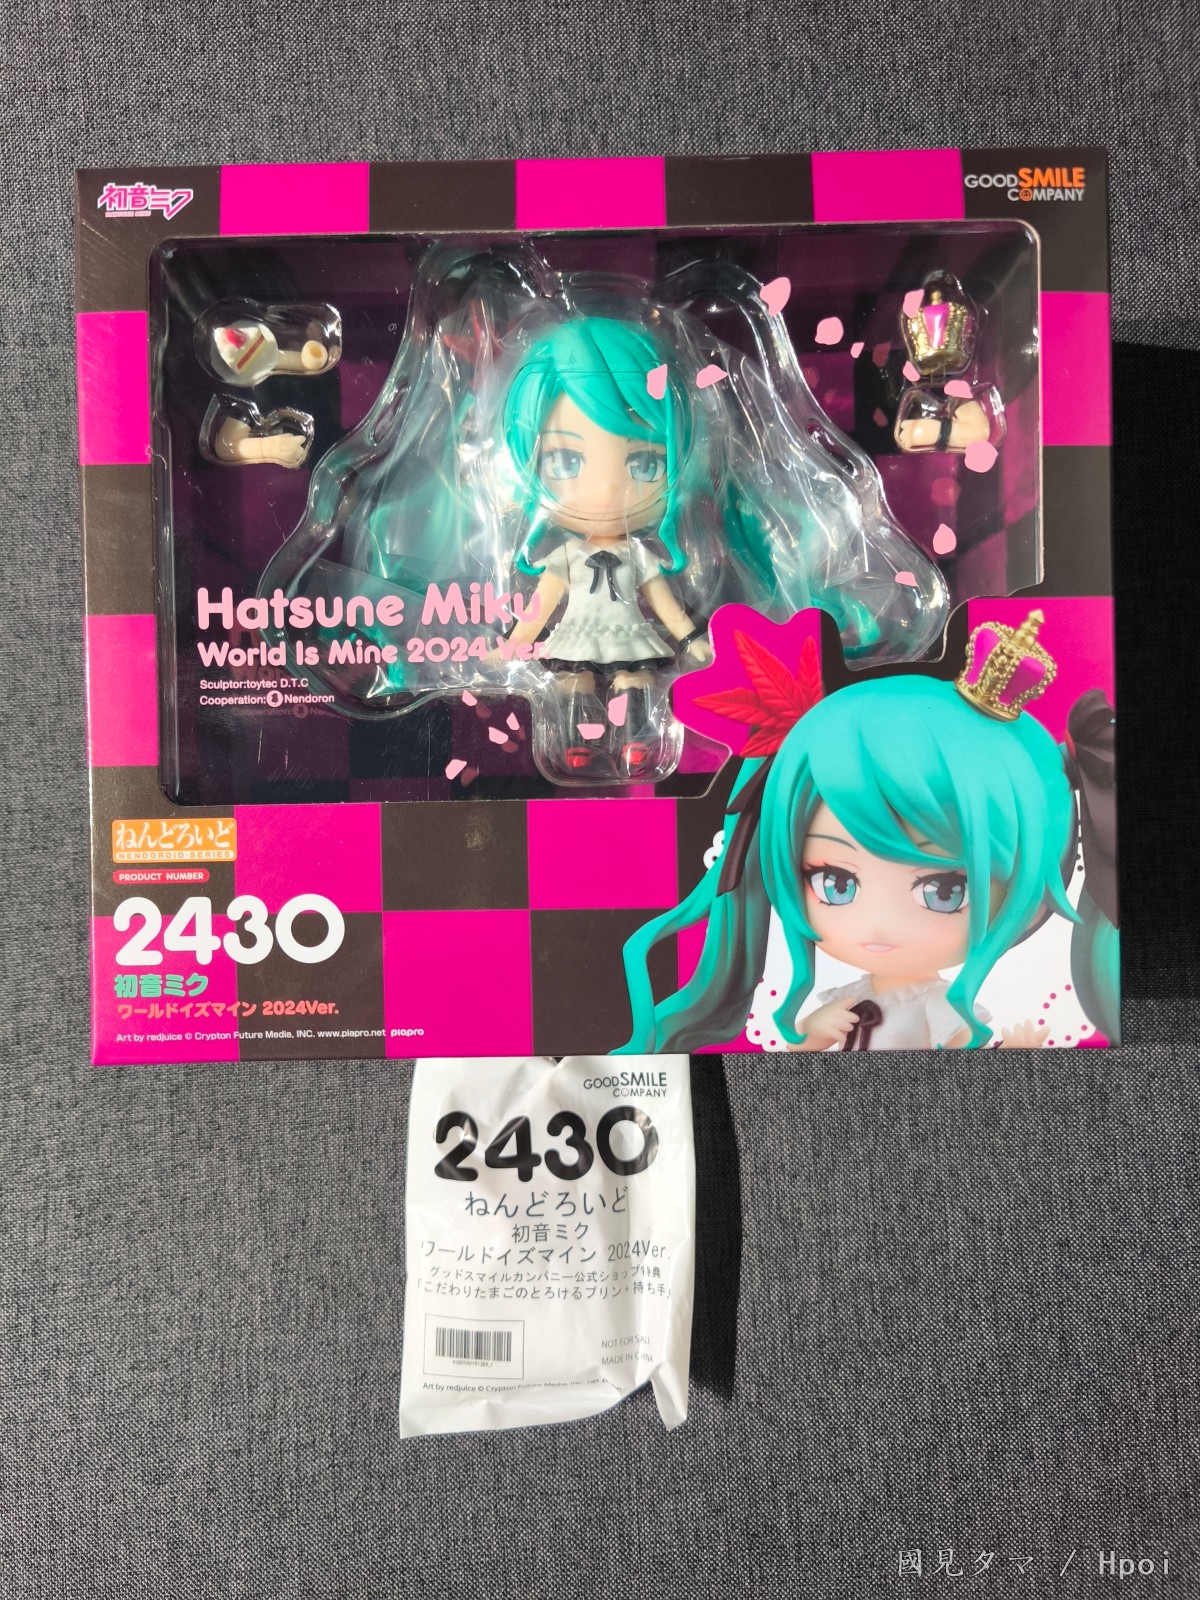 初音ミク
GOODSMILE
COMPANY
Hatsune Miku
World Is Mine 2024 Ver.
Sculptor:toytec D.T.C
Cooperation: Nendoron
ねんどろいど
NENDOROID-SERIES
PRODUCT NUMBER
2430
初音ミク
ワールドイズマイン 2024Ver.
Art by redjuice © Crypton Future Media, INC. www.piapro.net piapro
GOODSMILE
COMPANY
2430
ねんどろいど
初音ミク
ワールドイズマイン 2024Ver.
グッドスマイルカンパニー公式ショップ特典
「こだわりたまごのとろけるプリン+持ち手」
NOT FOR SALE
MADE IN CHINA
Art by redjuice © Crypton Future Media, INC. net
國見タマ / Hpoi